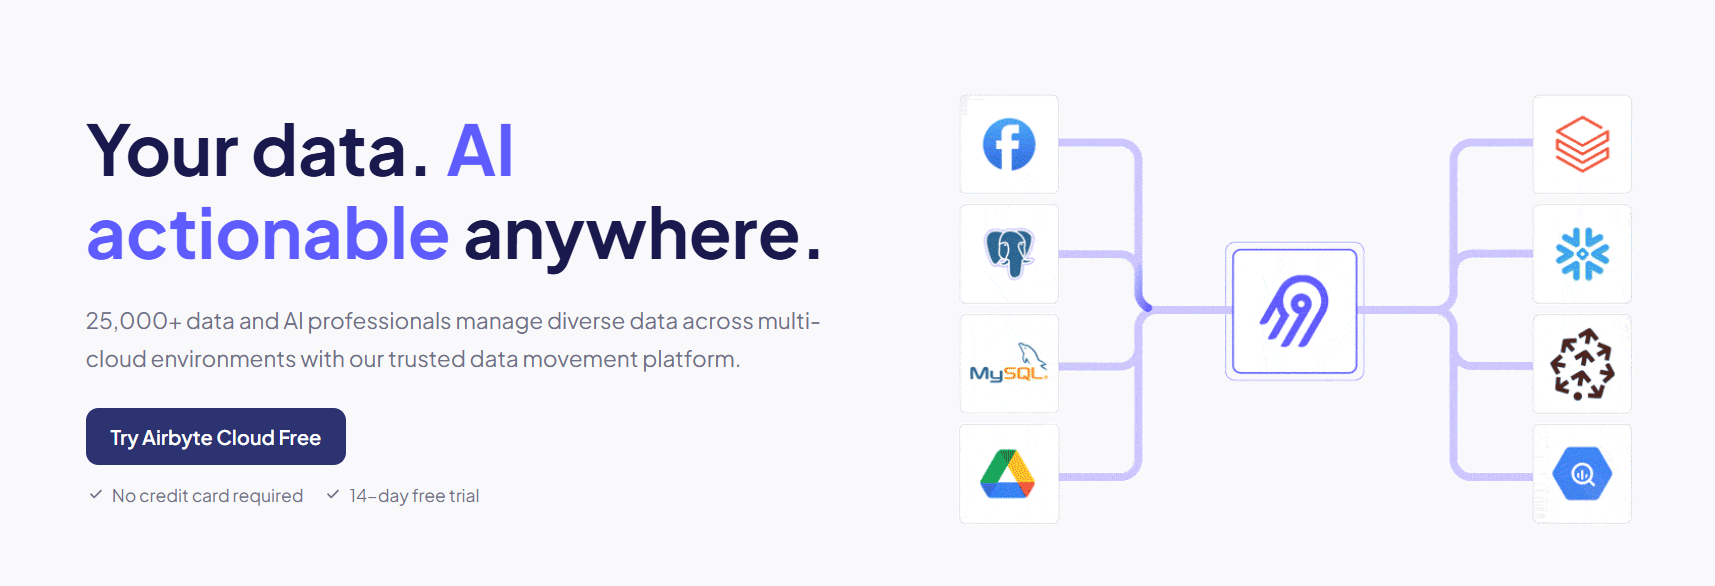 Your data. AI
actionable anywhere.
25,000+ data and AI professionals manage diverse data across multi-
cloud environments with our trusted data movement platform.
Try Airbyte Cloud Free
No credit card required
14-day free trial
MySQL